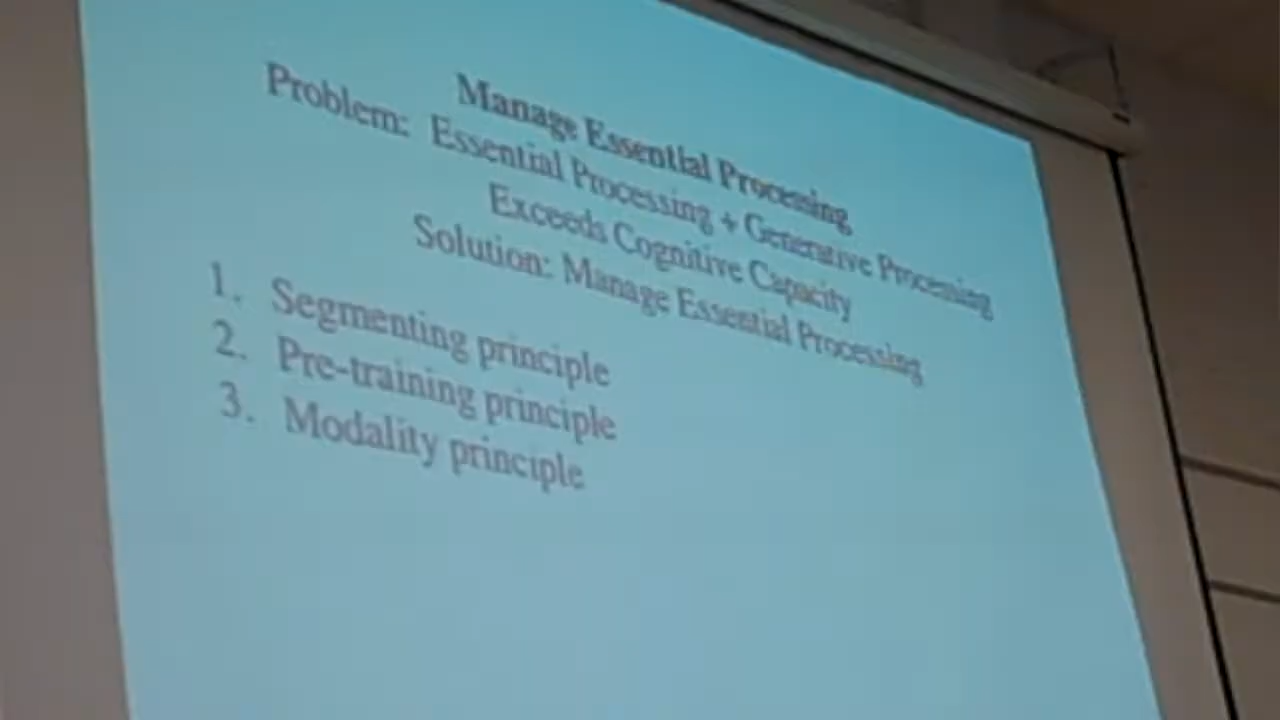 Manage Essential Processing
Problem: Essential Processing + Generative Processing
Exceeds Cognitive Capacity
Solution: Manage Essential Processing
1. Segmenting principle
2. Pre-training principle
3. Modality principle